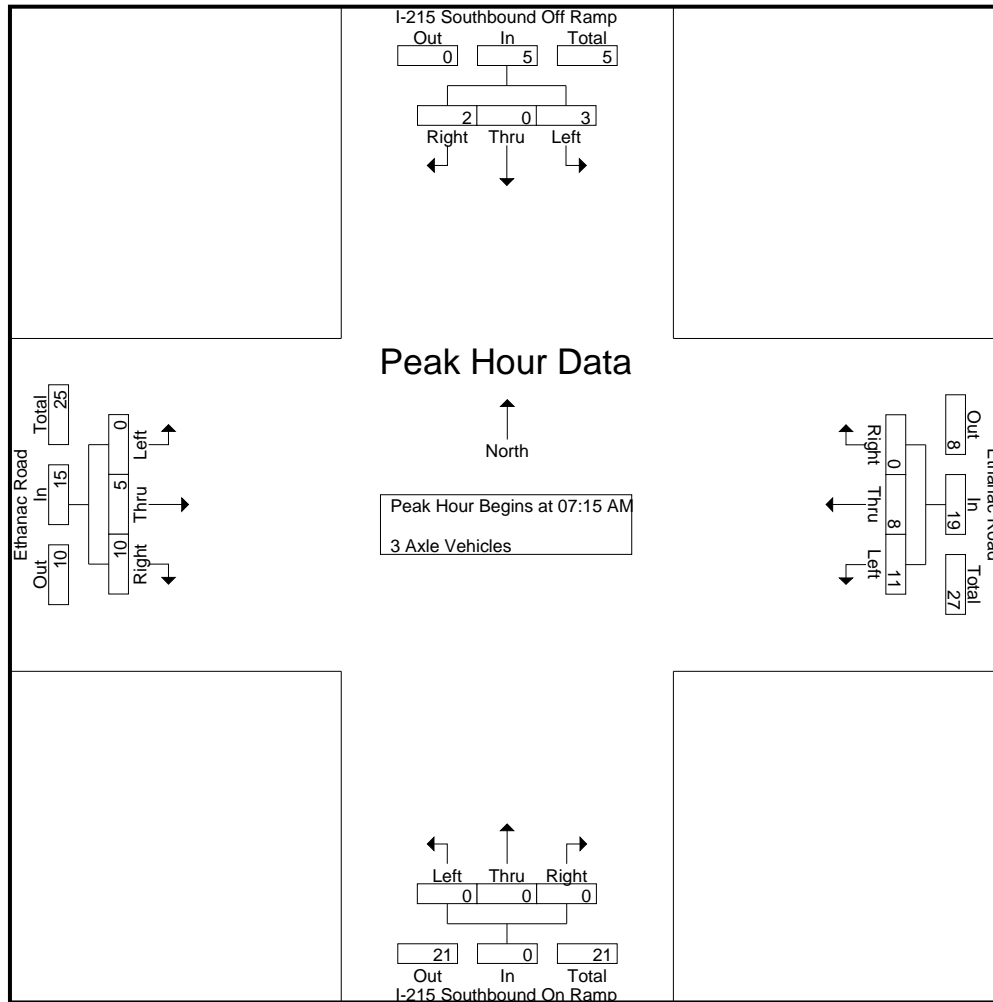 I-215 Southbound Off Ramp
Out In Total
0 5 5
2 0 3
Right Thru Left
Peak Hour Data
North
Peak Hour Begins at 07:15 AM
3 Axle Vehicles
Ethanac Road
Total In Out
25 15 10
0 5 10
Left Thru Right
Ethanac Road
Out In Total
8 19 27
0 8 11
Right Thru Left
Left Thru Right
0 0 0
21 0 21
Out In Total
I-215 Southbound On Ramp